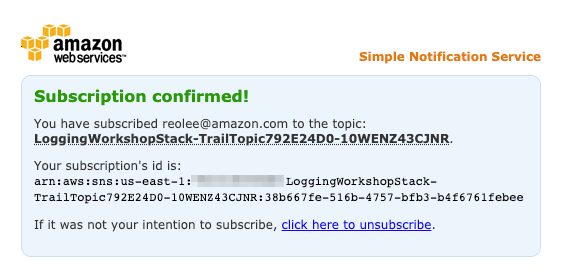 amazon
webservices™
Simple Notification Service
Subscription confirmed!
You have subscribed reolee@amazon.com to the topic:
LoggingWorkshopStack-TrailTopic792E24D0-10WENZ43CJNR.
Your subscription's id is:
arn:aws:sns:us-east-1: LoggingWorkshopStack-
TrailTopic792E24D0-10WENZ43CJNR:38b667fe-516b-4757-bfb3-b4f6761febee
If it was not your intention to subscribe, click here to unsubscribe.